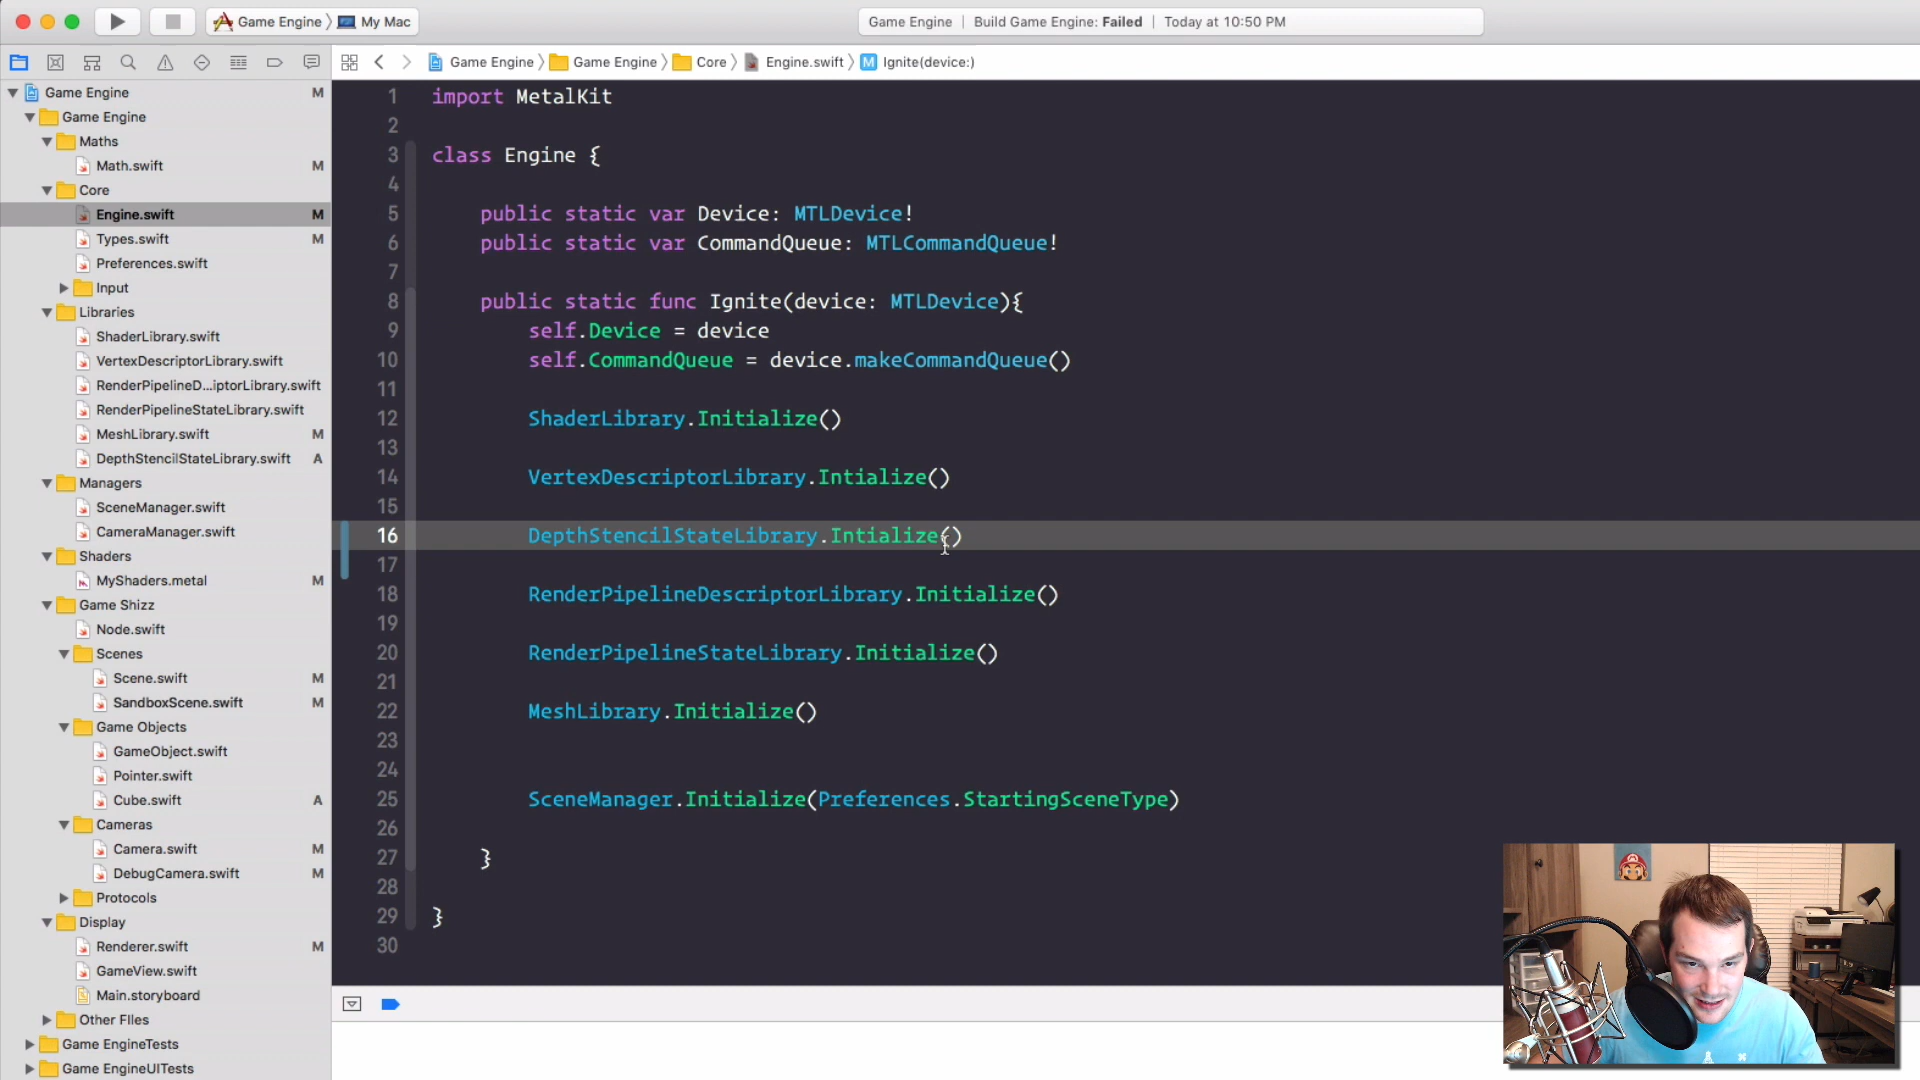 Game Engine 〉 My Mac
Game Engine | Build Game Engine: Failed | Today at 10:50 PM
Game Engine 〉 Game Engine 〉 Core 〉 Engine.swift 〉 M Ignite(device:)
Game Engine M
Game Engine
Maths
Math.swift M
Core
Engine.swift M
Types.swift M
Preferences.swift
Input
Libraries
ShaderLibrary.swift
VertexDescriptorLibrary.swift
RenderPipelineD...iptorLibrary.swift
RenderPipelineStateLibrary.swift
MeshLibrary.swift M
DepthStencilStateLibrary.swift A
Managers
SceneManager.swift
CameraManager.swift
Shaders
MyShaders.metal M
Game Shizz
Node.swift
Scenes
Scene.swift M
SandboxScene.swift M
Game Objects
GameObject.swift
Pointer.swift
Cube.swift A
Cameras
Camera.swift M
DebugCamera.swift M
Protocols
Display
Renderer.swift M
GameView.swift
Main.storyboard
Other FIles
Game EngineTests
Game EngineUITests
1 import MetalKit
2
3 class Engine {
4
5 public static var Device: MTLDevice!
6 public static var CommandQueue: MTLCommandQueue!
7
8 public static func Ignite(device: MTLDevice){
9 self.Device = device
10 self.CommandQueue = device.makeCommandQueue()
11
12 ShaderLibrary.Initialize()
13
14 VertexDescriptorLibrary.Intialize()
15
16 DepthStencilStateLibrary.Intialize()
17
18 RenderPipelineDescriptorLibrary.Initialize()
19
20 RenderPipelineStateLibrary.Initialize()
21
22 MeshLibrary.Initialize()
23
24
25 SceneManager.Initialize(Preferences.StartingSceneType)
26
27 }
28
29 }
30